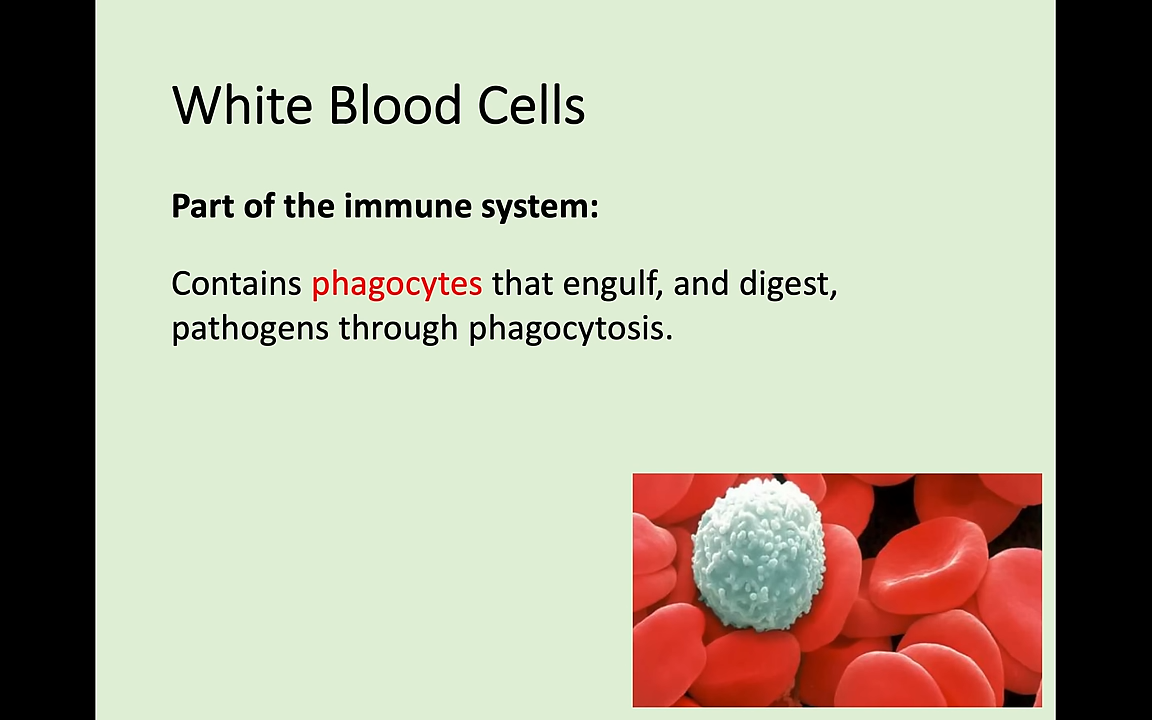 White Blood Cells
Part of the immune system:
Contains phagocytes that engulf, and digest,
pathogens through phagocytosis.